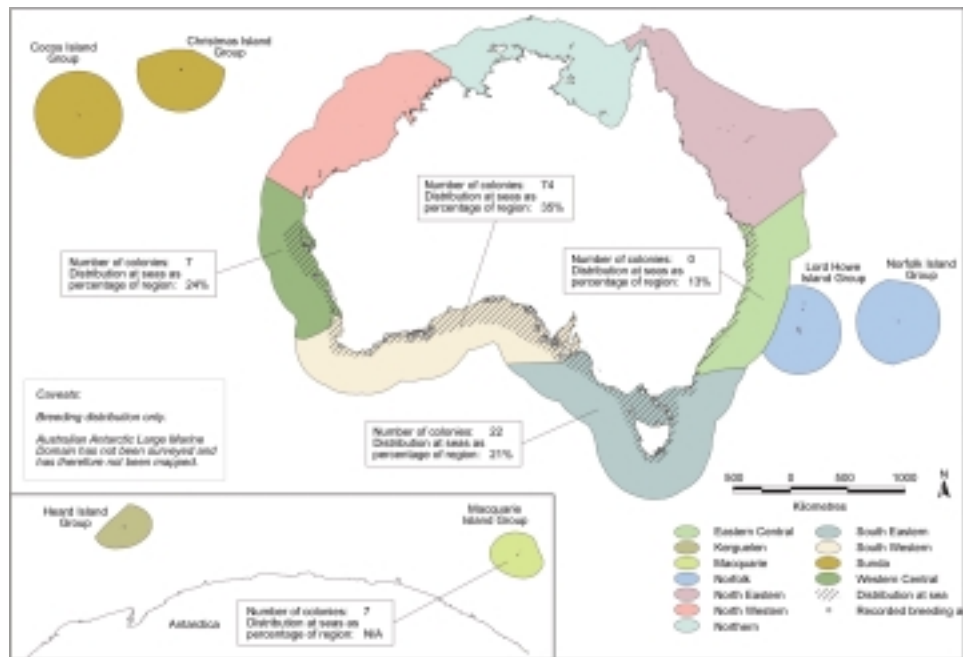 Cocos Island
Group
Christmas Island
Group
Number of colonies: 74
Distribution at seas as
percentage of region: 35%
Number of colonies: 7
Distribution at seas as
percentage of region: 24%
Number of colonies: 0
Distribution at seas as
percentage of region: 13%
Lord Howe
Island Group
Norfolk Island
Group
Caveats:
Breeding distribution only.
Australian Antarctic Large Marine
Domain has not been surveyed and
has therefore not been mapped.
Number of colonies: 22
Distribution at seas as
percentage of region: 21%
500 0 500 1000
Kilometres
N
Heard Island
Group
Macquarie
Island Group
Antarctica
Number of colonies: 7
Distribution at seas as
percentage of region: N/A
Eastern Central
Kerguelen
Macquarie
Norfolk
North Eastern
North Western
Northern
South Eastern
South Western
Sunda
Western Central
Distribution at sea
Recorded breeding a